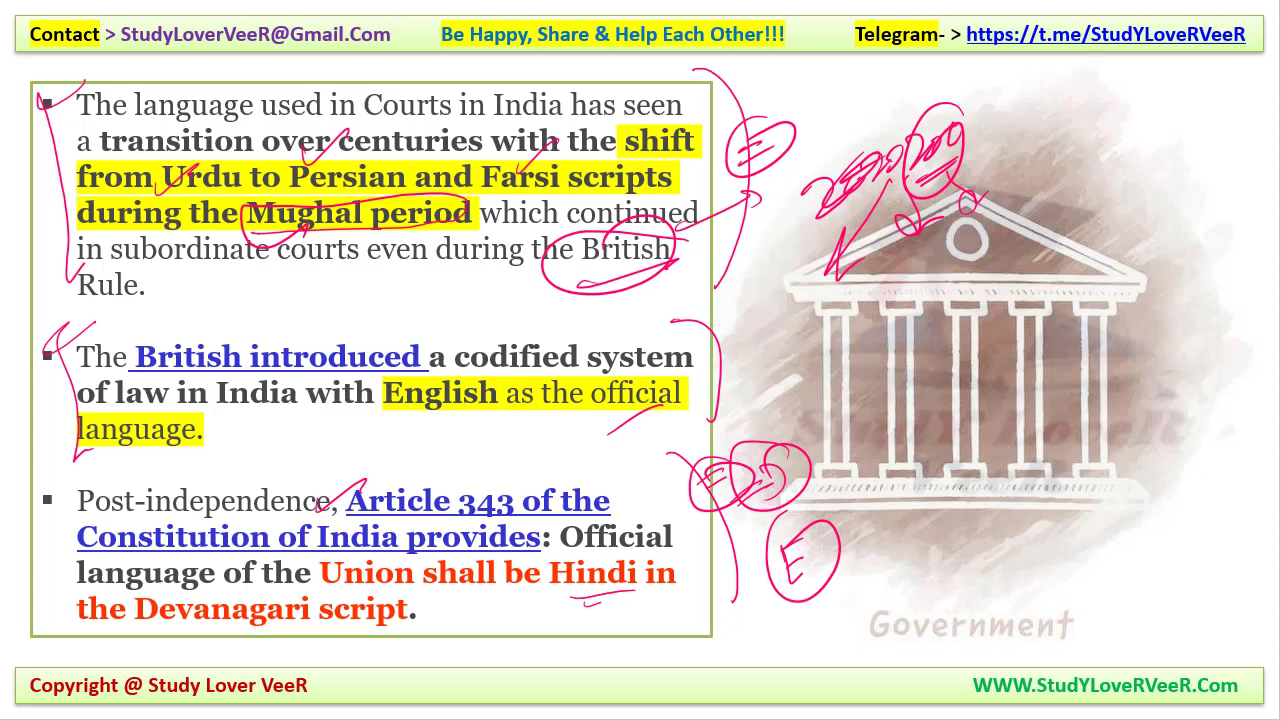 Contact > StudyLoverVeeR@Gmail.Com Be Happy, Share & Help Each Other!!! Telegram- > https://t.me/StudYLoveRVeeR
▪ The language used in Courts in India has seen
a transition over centuries with the shift
from Urdu to Persian and Farsi scripts
during the Mughal period which continued
in subordinate courts even during the British
Rule.
▪ The British introduced a codified system
of law in India with English as the official
language.
▪ Post-independence, Article 343 of the
Constitution of India provides: Official
language of the Union shall be Hindi in
the Devanagari script.
E
E
E
Government
Copyright @ Study Lover VeeR WWW.StudYLoveRVeeR.Com